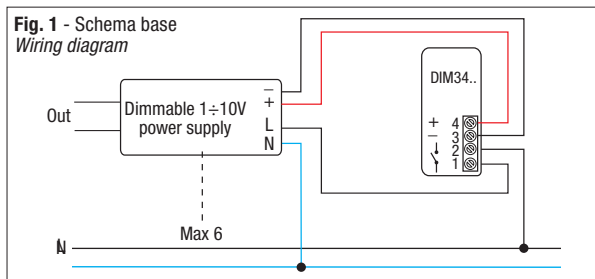 Fig. 1 - Schema base
Wiring diagram
DIM34..
Out
Dimmable 1÷10V
power supply
–
+
L
N
+ 4
– 3
2
1
Max 6
N